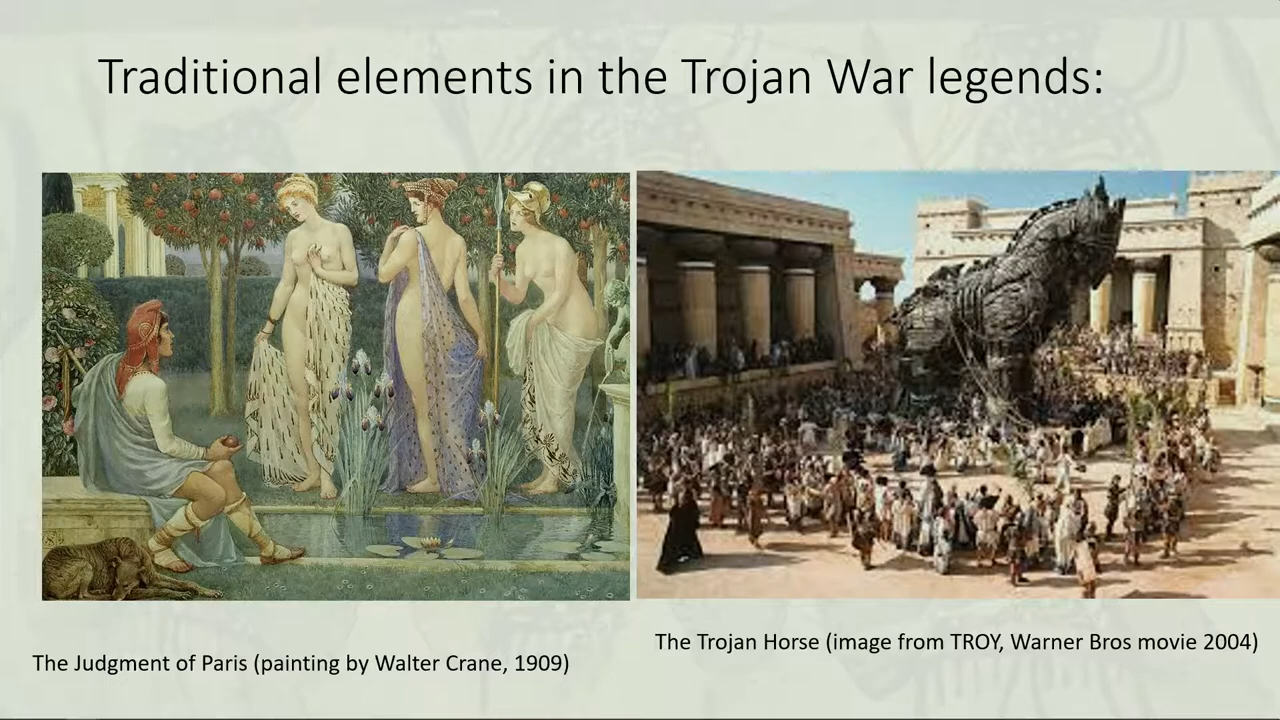 Traditional elements in the Trojan War legends:
The Judgment of Paris (painting by Walter Crane, 1909)
The Trojan Horse (image from TROY, Warner Bros movie 2004)